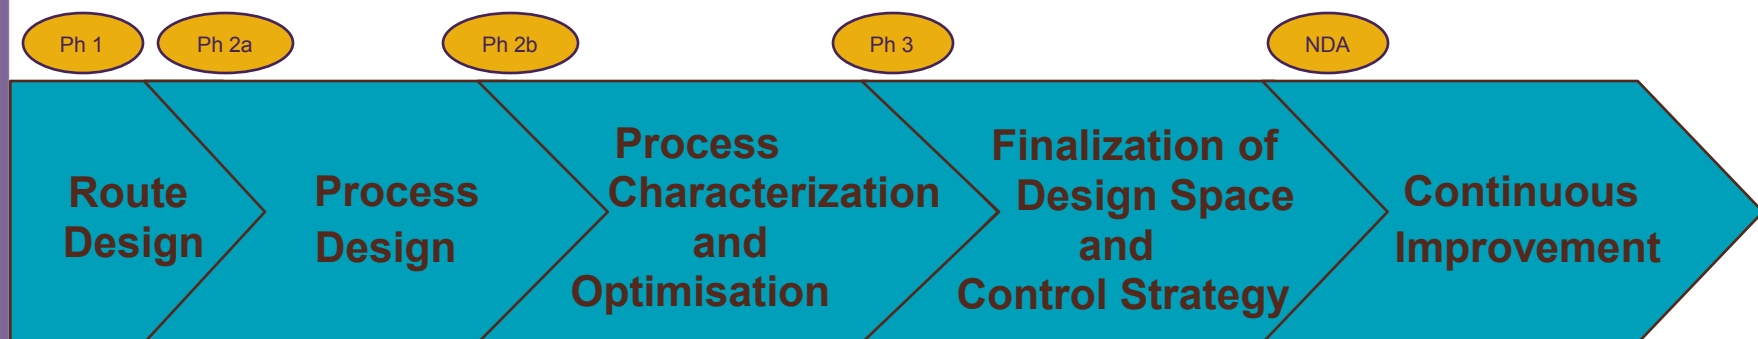 Ph 1
Ph 2a
Ph 2b
Ph 3
NDA
Route
Design
Process
Design
Process
Characterization
and
Optimisation
Finalization of
Design Space
and
Control Strategy
Continuous
Improvement